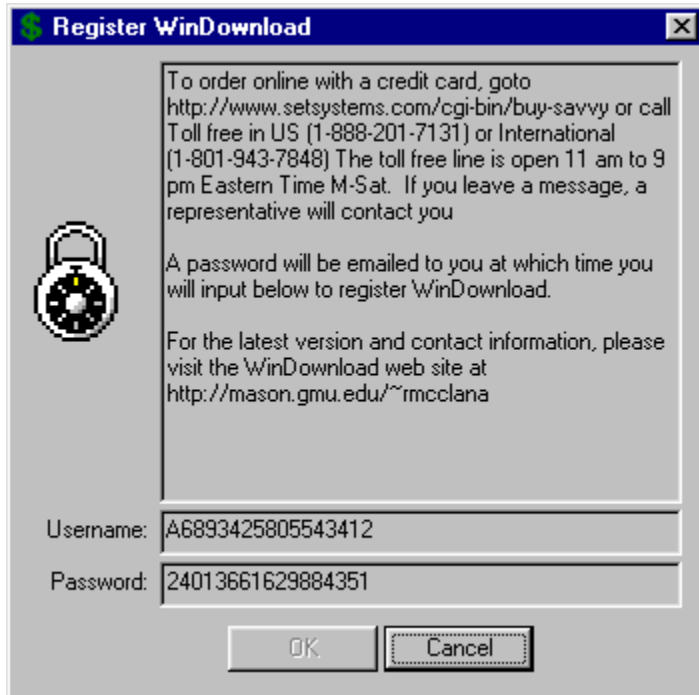 Register WinDownload
To order online with a credit card, goto
http://www.setsystems.com/cgi-bin/buy-savvy or call
Toll free in US (1-888-201-7131) or International
(1-801-943-7848) The toll free line is open 11 am to 9
pm Eastern Time M-Sat.  If you leave a message, a
representative will contact you
A password will be emailed to you at which time you
will input below to register WinDownload.
For the latest version and contact information, please
visit the WinDownload web site at
http://mason.gmu.edu/~rmcclana
Username: A6893425805543412
Password: 24013661629884351
OK Cancel